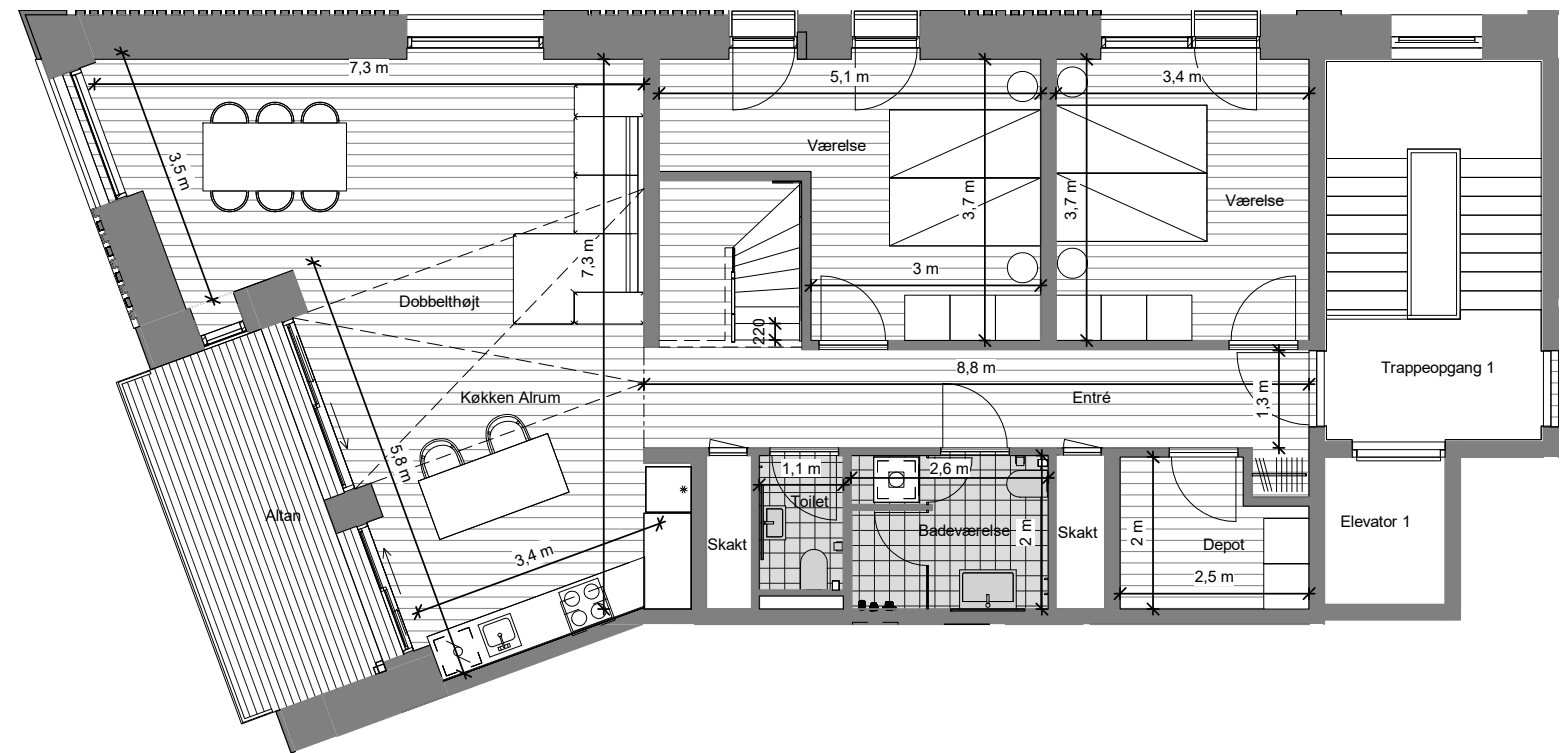 7,3 m
5,1 m
3,4 m
Værelse
3,5 m
3,7 m
3,7 m
Værelse
7,3 m
3 m
Dobbelthøjt
220
8,8 m
Trappeopgang 1
Køkken Alrum
Entré
1,3 m
5,8 m
1,1 m
2,6 m
Toilet
Altan
Skakt
Badeværelse
2 m
Skakt
2 m
Depot
Elevator 1
3,4 m
2,5 m